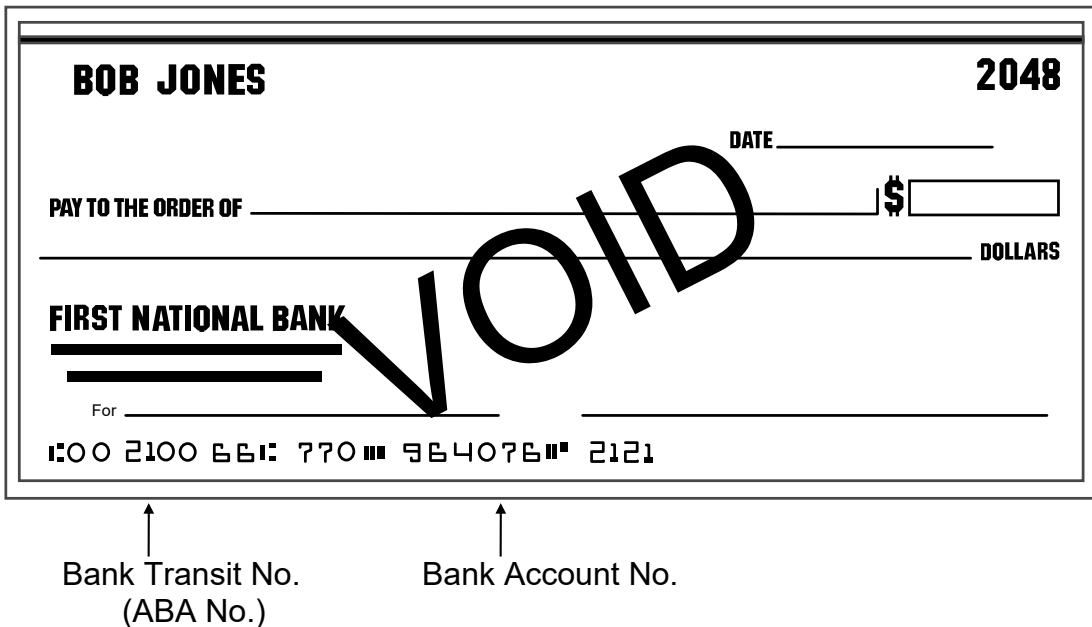 BOB JONES 2048
DATE
PAY TO THE ORDER OF $
DOLLARS
VOID
FIRST NATIONAL BANK
For
⑆00 2100 66⑆ 770⑉ 964076⑈ 2121
Bank Transit No. Bank Account No.
(ABA No.)